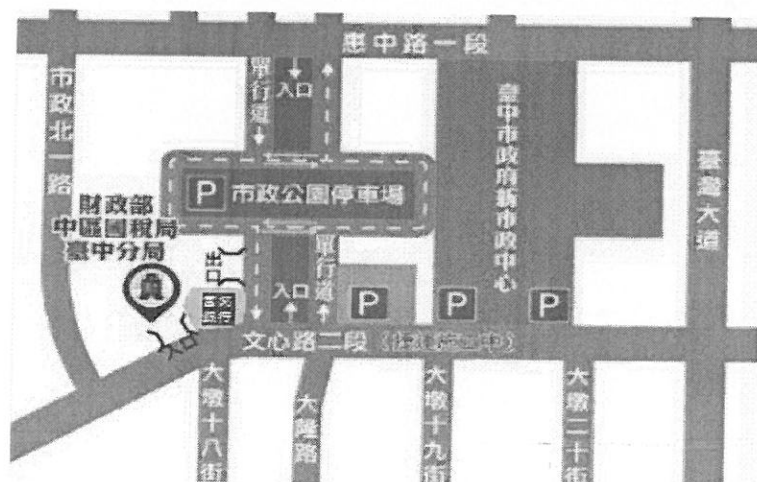 惠中路一段
市政北一路
單行道
入口
臺中市政府新市政中心
臺灣大道
P 市政公園停車場
財政部
中區國稅局
臺中分局
出口
單行道
入口
P
P
P
入口
文心路二段
大墩十八街
大隆路
大墩十九街
大墩二十街